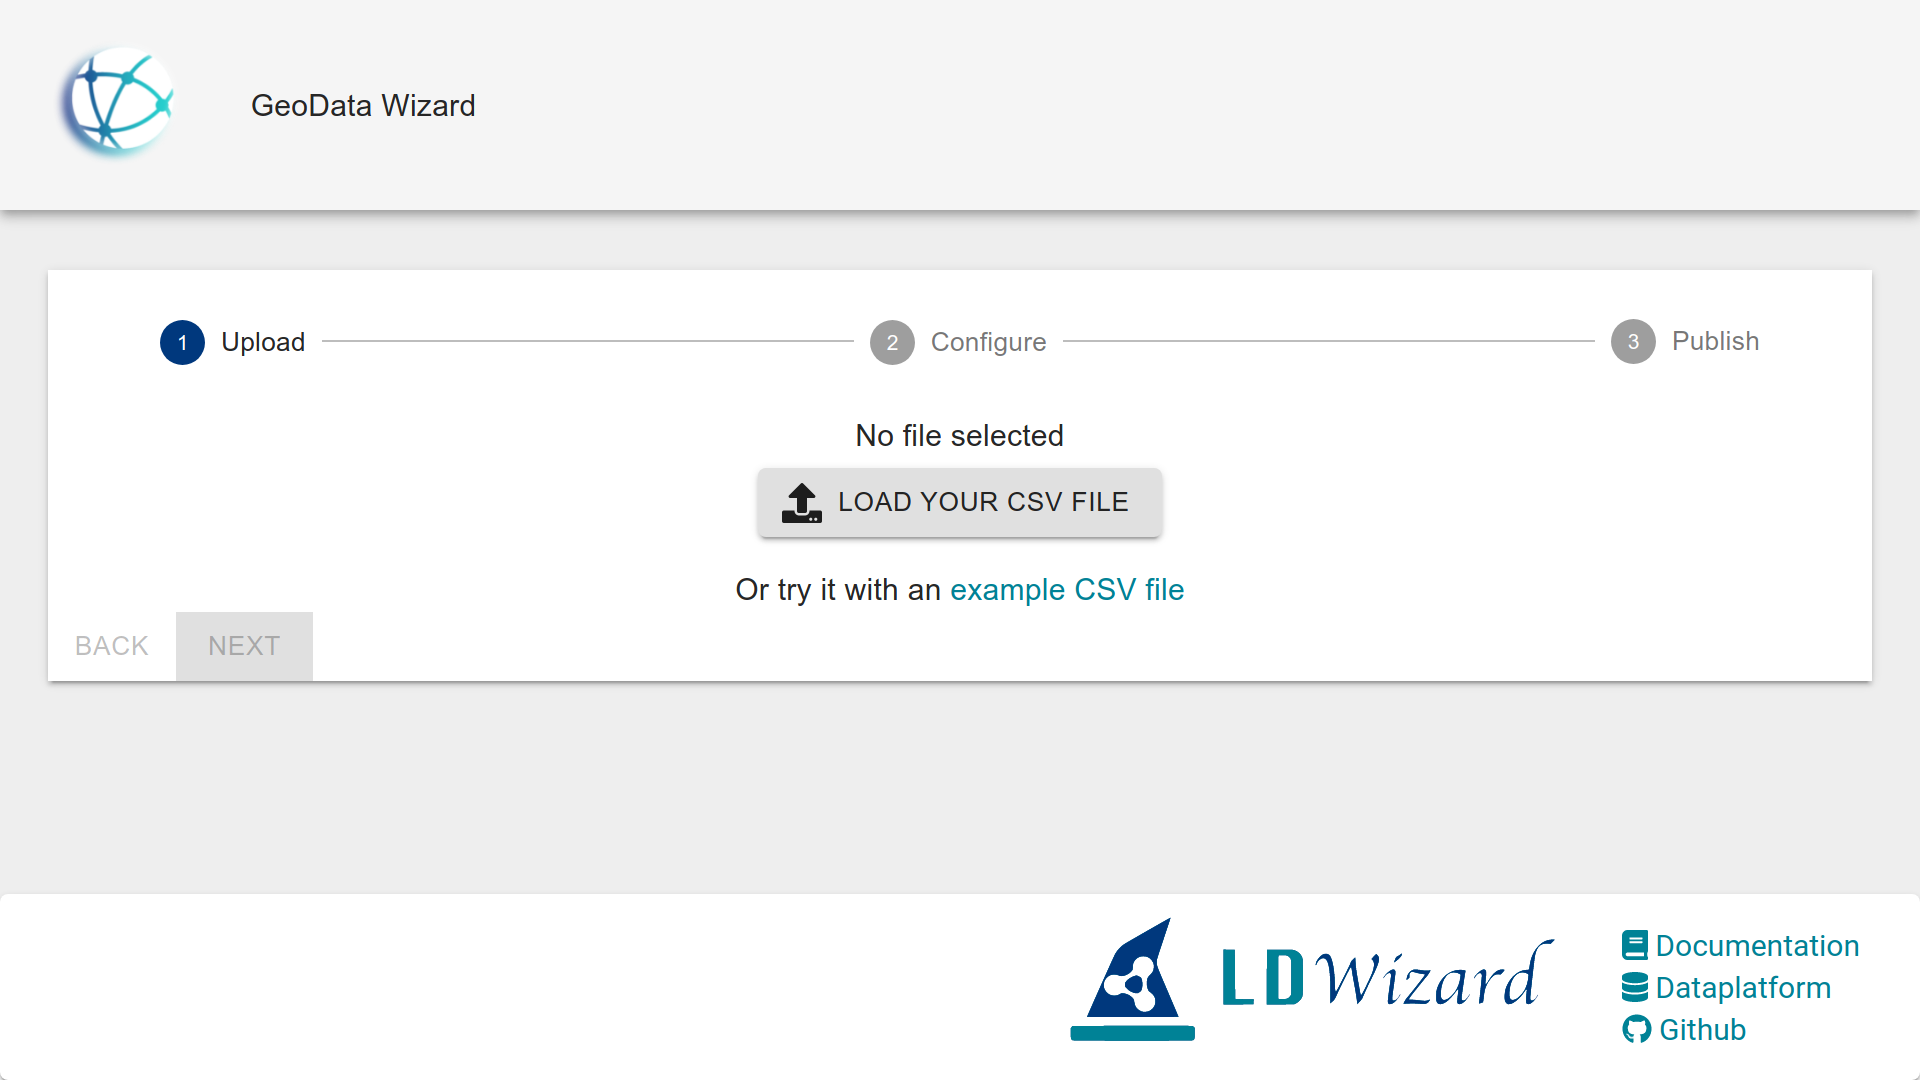 GeoData Wizard
1 Upload 2 Configure 3 Publish
No file selected
LOAD YOUR CSV FILE
Or try it with an example CSV file
BACK NEXT
LD Wizard
Documentation
Dataplatform
Github